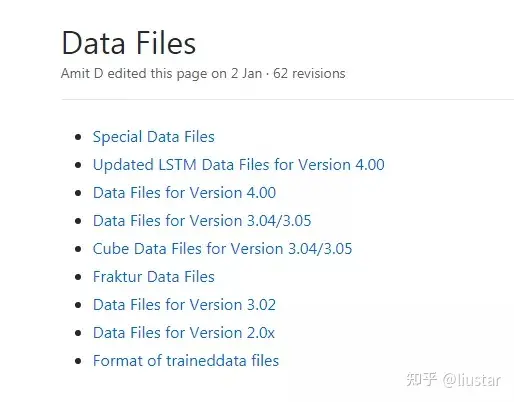 Data Files
Amit D edited this page on 2 Jan · 62 revisions
Special Data Files
Updated LSTM Data Files for Version 4.00
Data Files for Version 4.00
Data Files for Version 3.04/3.05
Cube Data Files for Version 3.04/3.05
Fraktur Data Files
Data Files for Version 3.02
Data Files for Version 2.0x
Format of traineddata files
知乎 @liustar